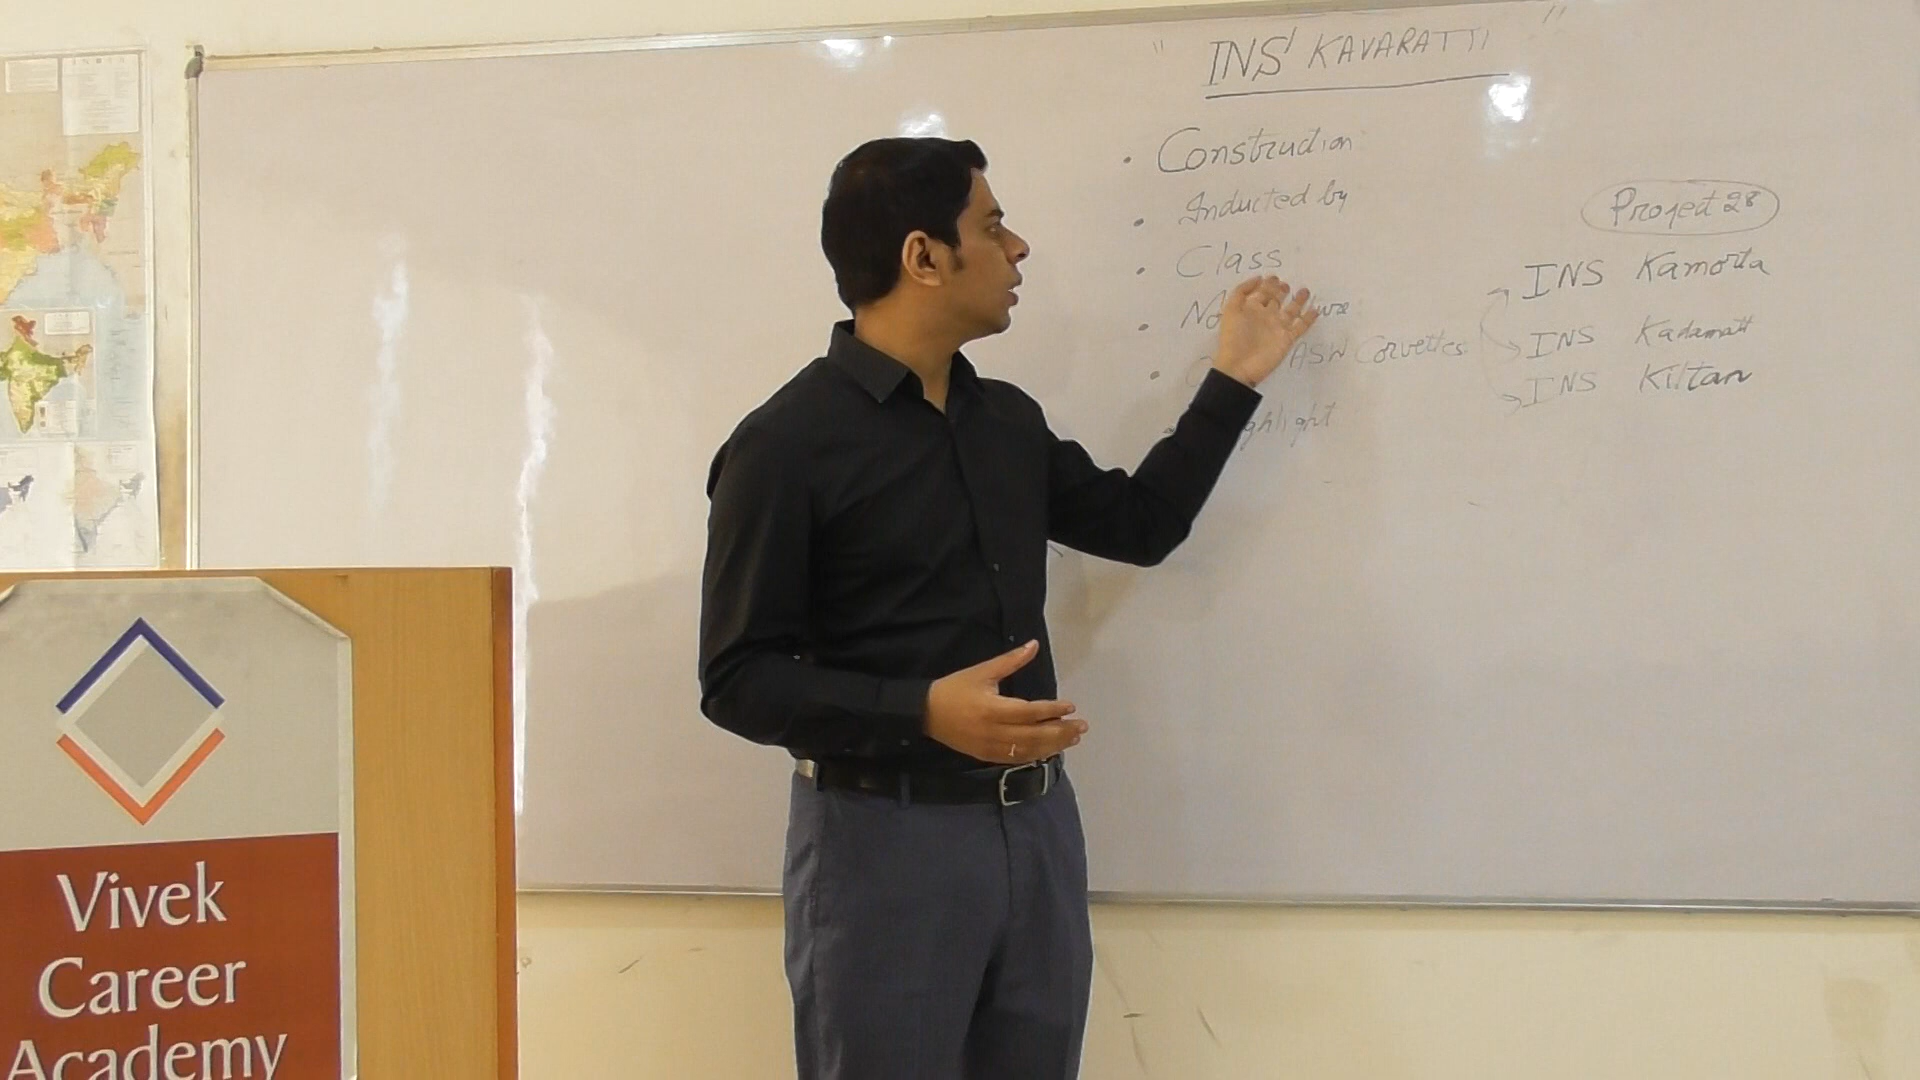 " INS KAVARATTI "
• Construction
• Inducted by
• Class
• ASW Corvettes
Project 28
INS Kamorta
INS Kadamatt
INS Kiltan
Vivek
Career
Academy